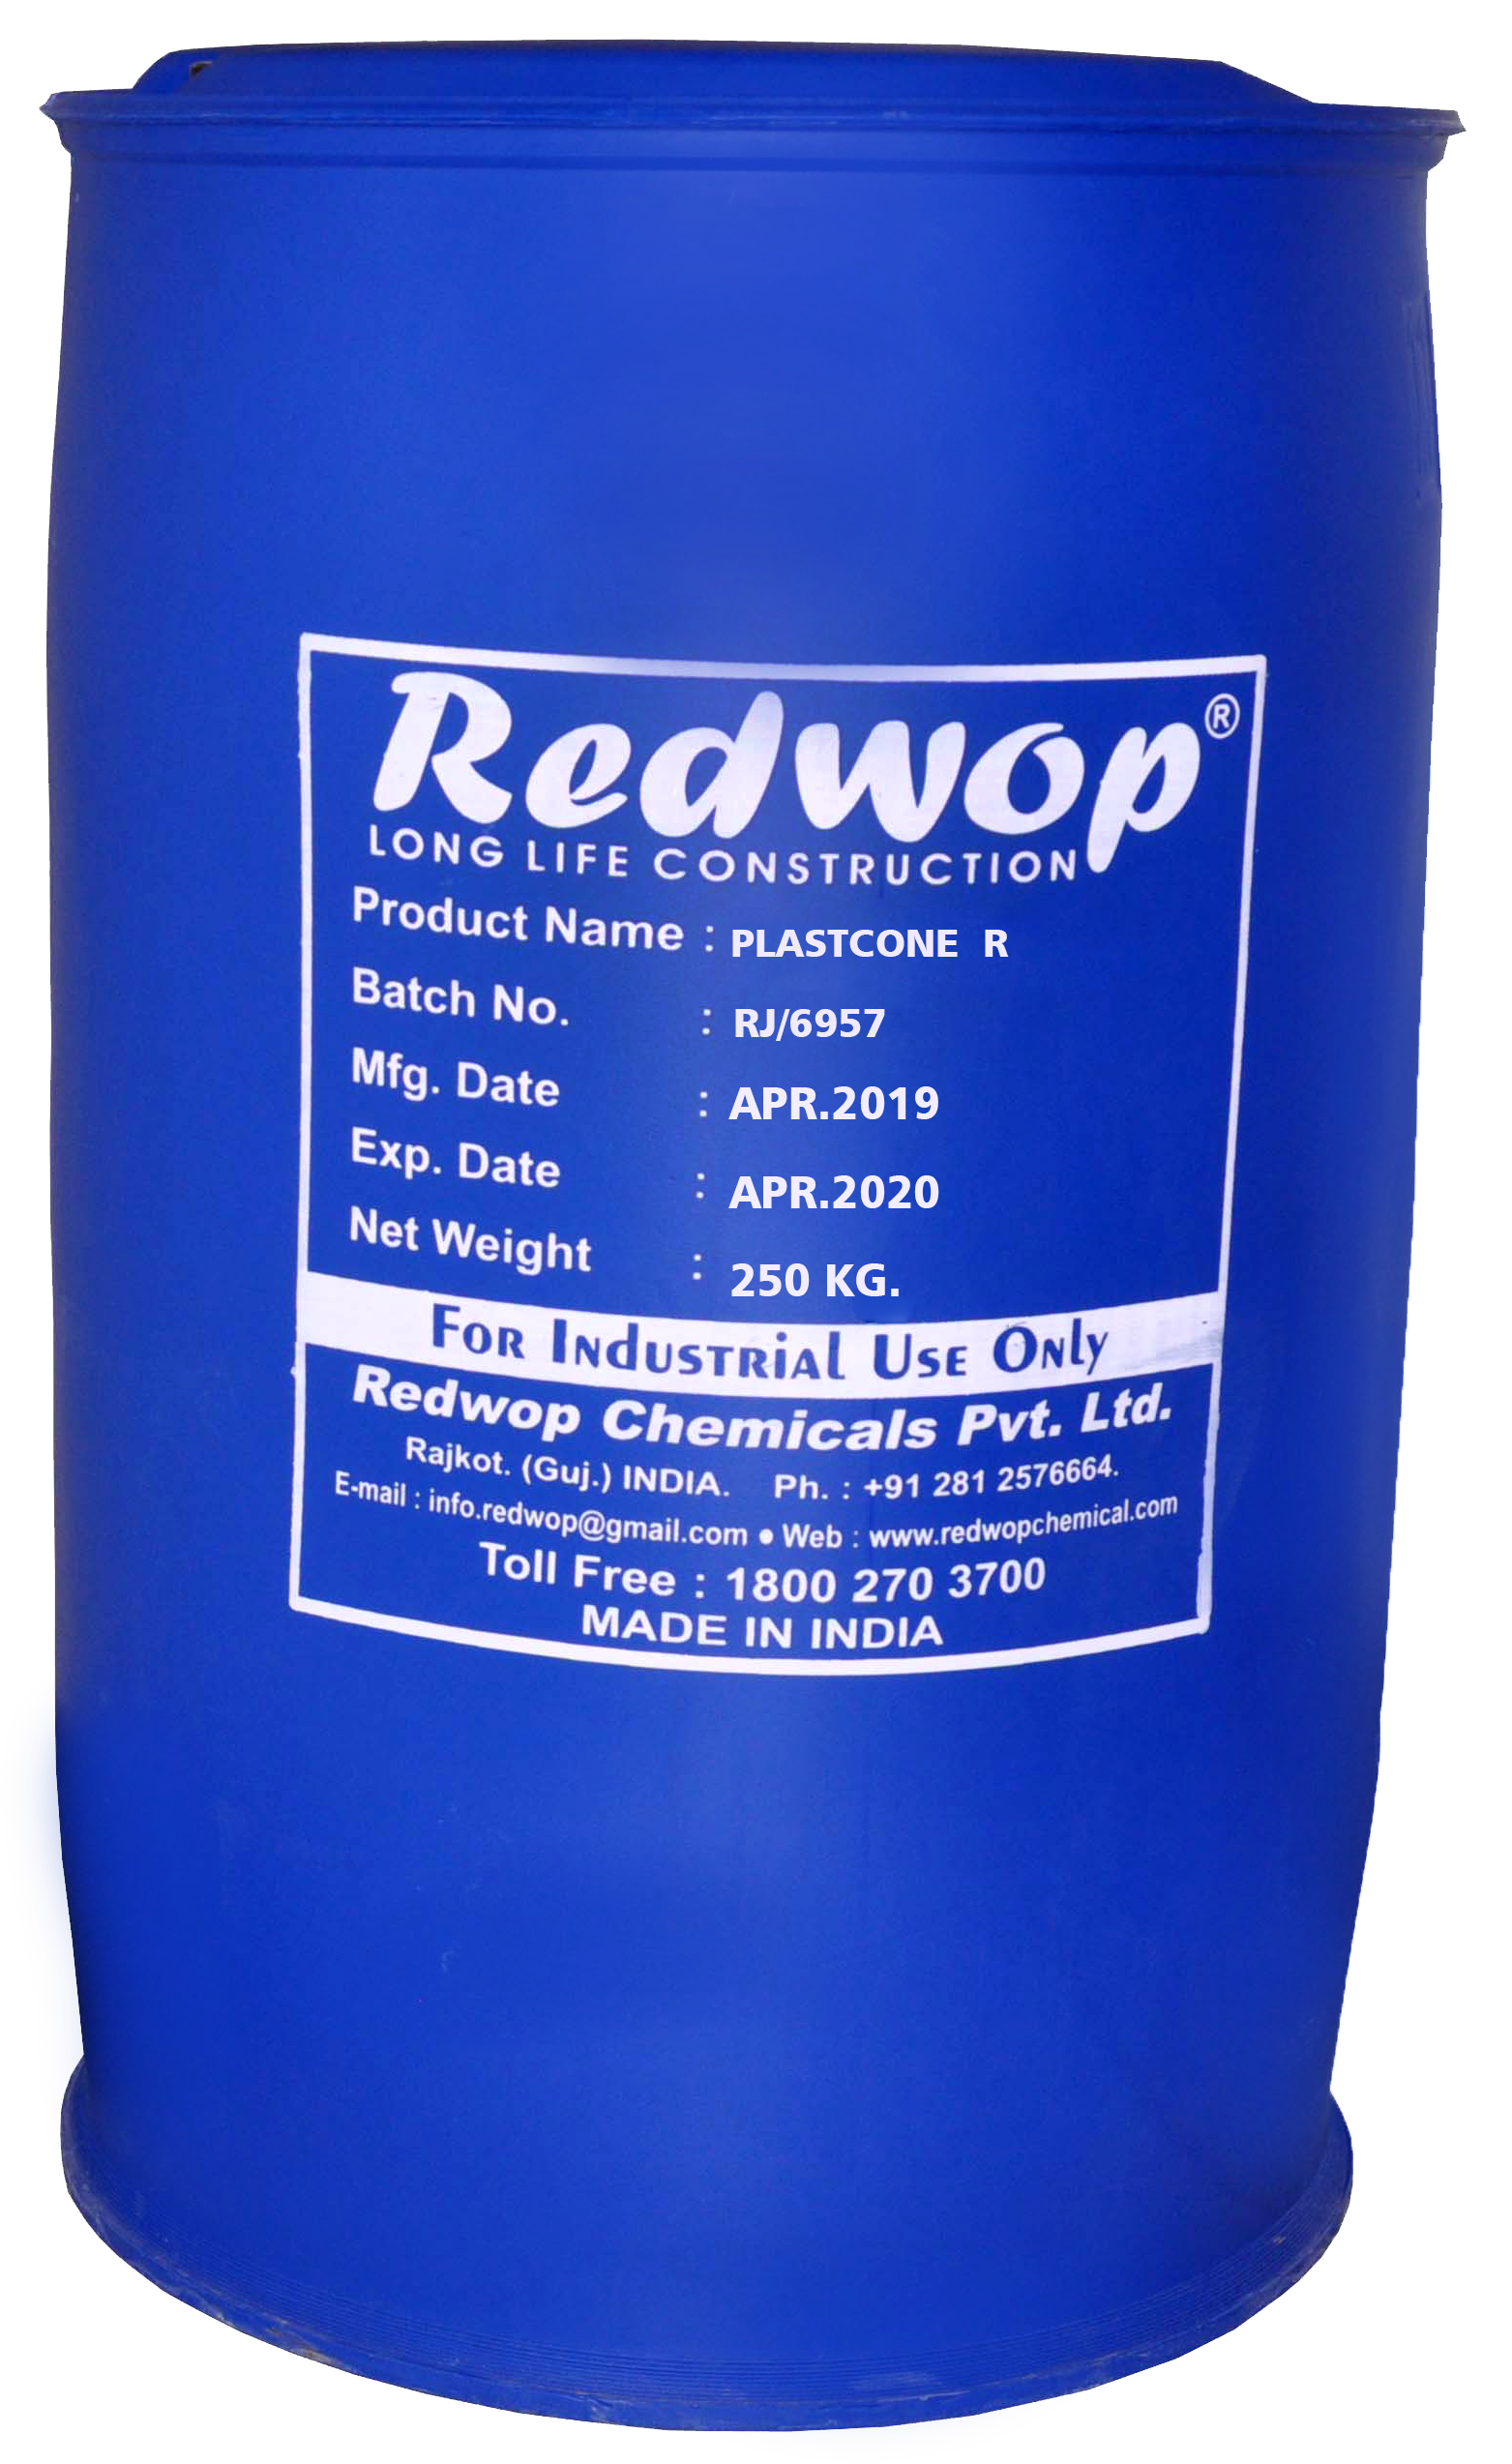 Redwop®
LONG LIFE CONSTRUCTION
Product Name : PLASTCONE R
Batch No. : RJ/6957
Mfg. Date : APR.2019
Exp. Date : APR.2020
Net Weight : 250 KG.
For Industrial Use Only
Redwop Chemicals Pvt. Ltd.
Rajkot. (Guj.) INDIA. Ph. : +91 281 2576664.
E-mail : info.redwop@gmail.com ● Web : www.redwopchemical.com
Toll Free : 1800 270 3700
MADE IN INDIA